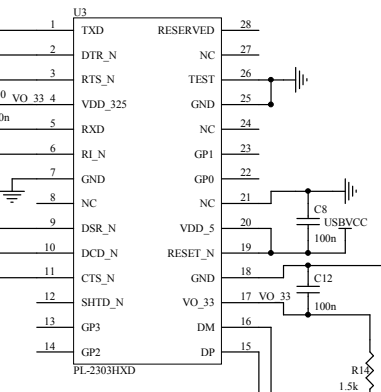 U3
1 TXD RESERVED 28
2 DTR_N NC 27
3 RTS_N TEST 26
0 VO_33 4 VDD_325 GND 25
0n
5 RXD NC 24
6 RI_N GP1 23
7 GND GP0 22
8 NC NC 21
C8
9 DSR_N VDD_5 20 USBVCC
100n
10 DCD_N RESET_N 19
11 CTS_N GND 18 C12
12 SHTD_N VO_33 17 VO_33 100n
13 GP3 DM 16
14 GP2 DP 15
PL-2303HXD R14
1.5k